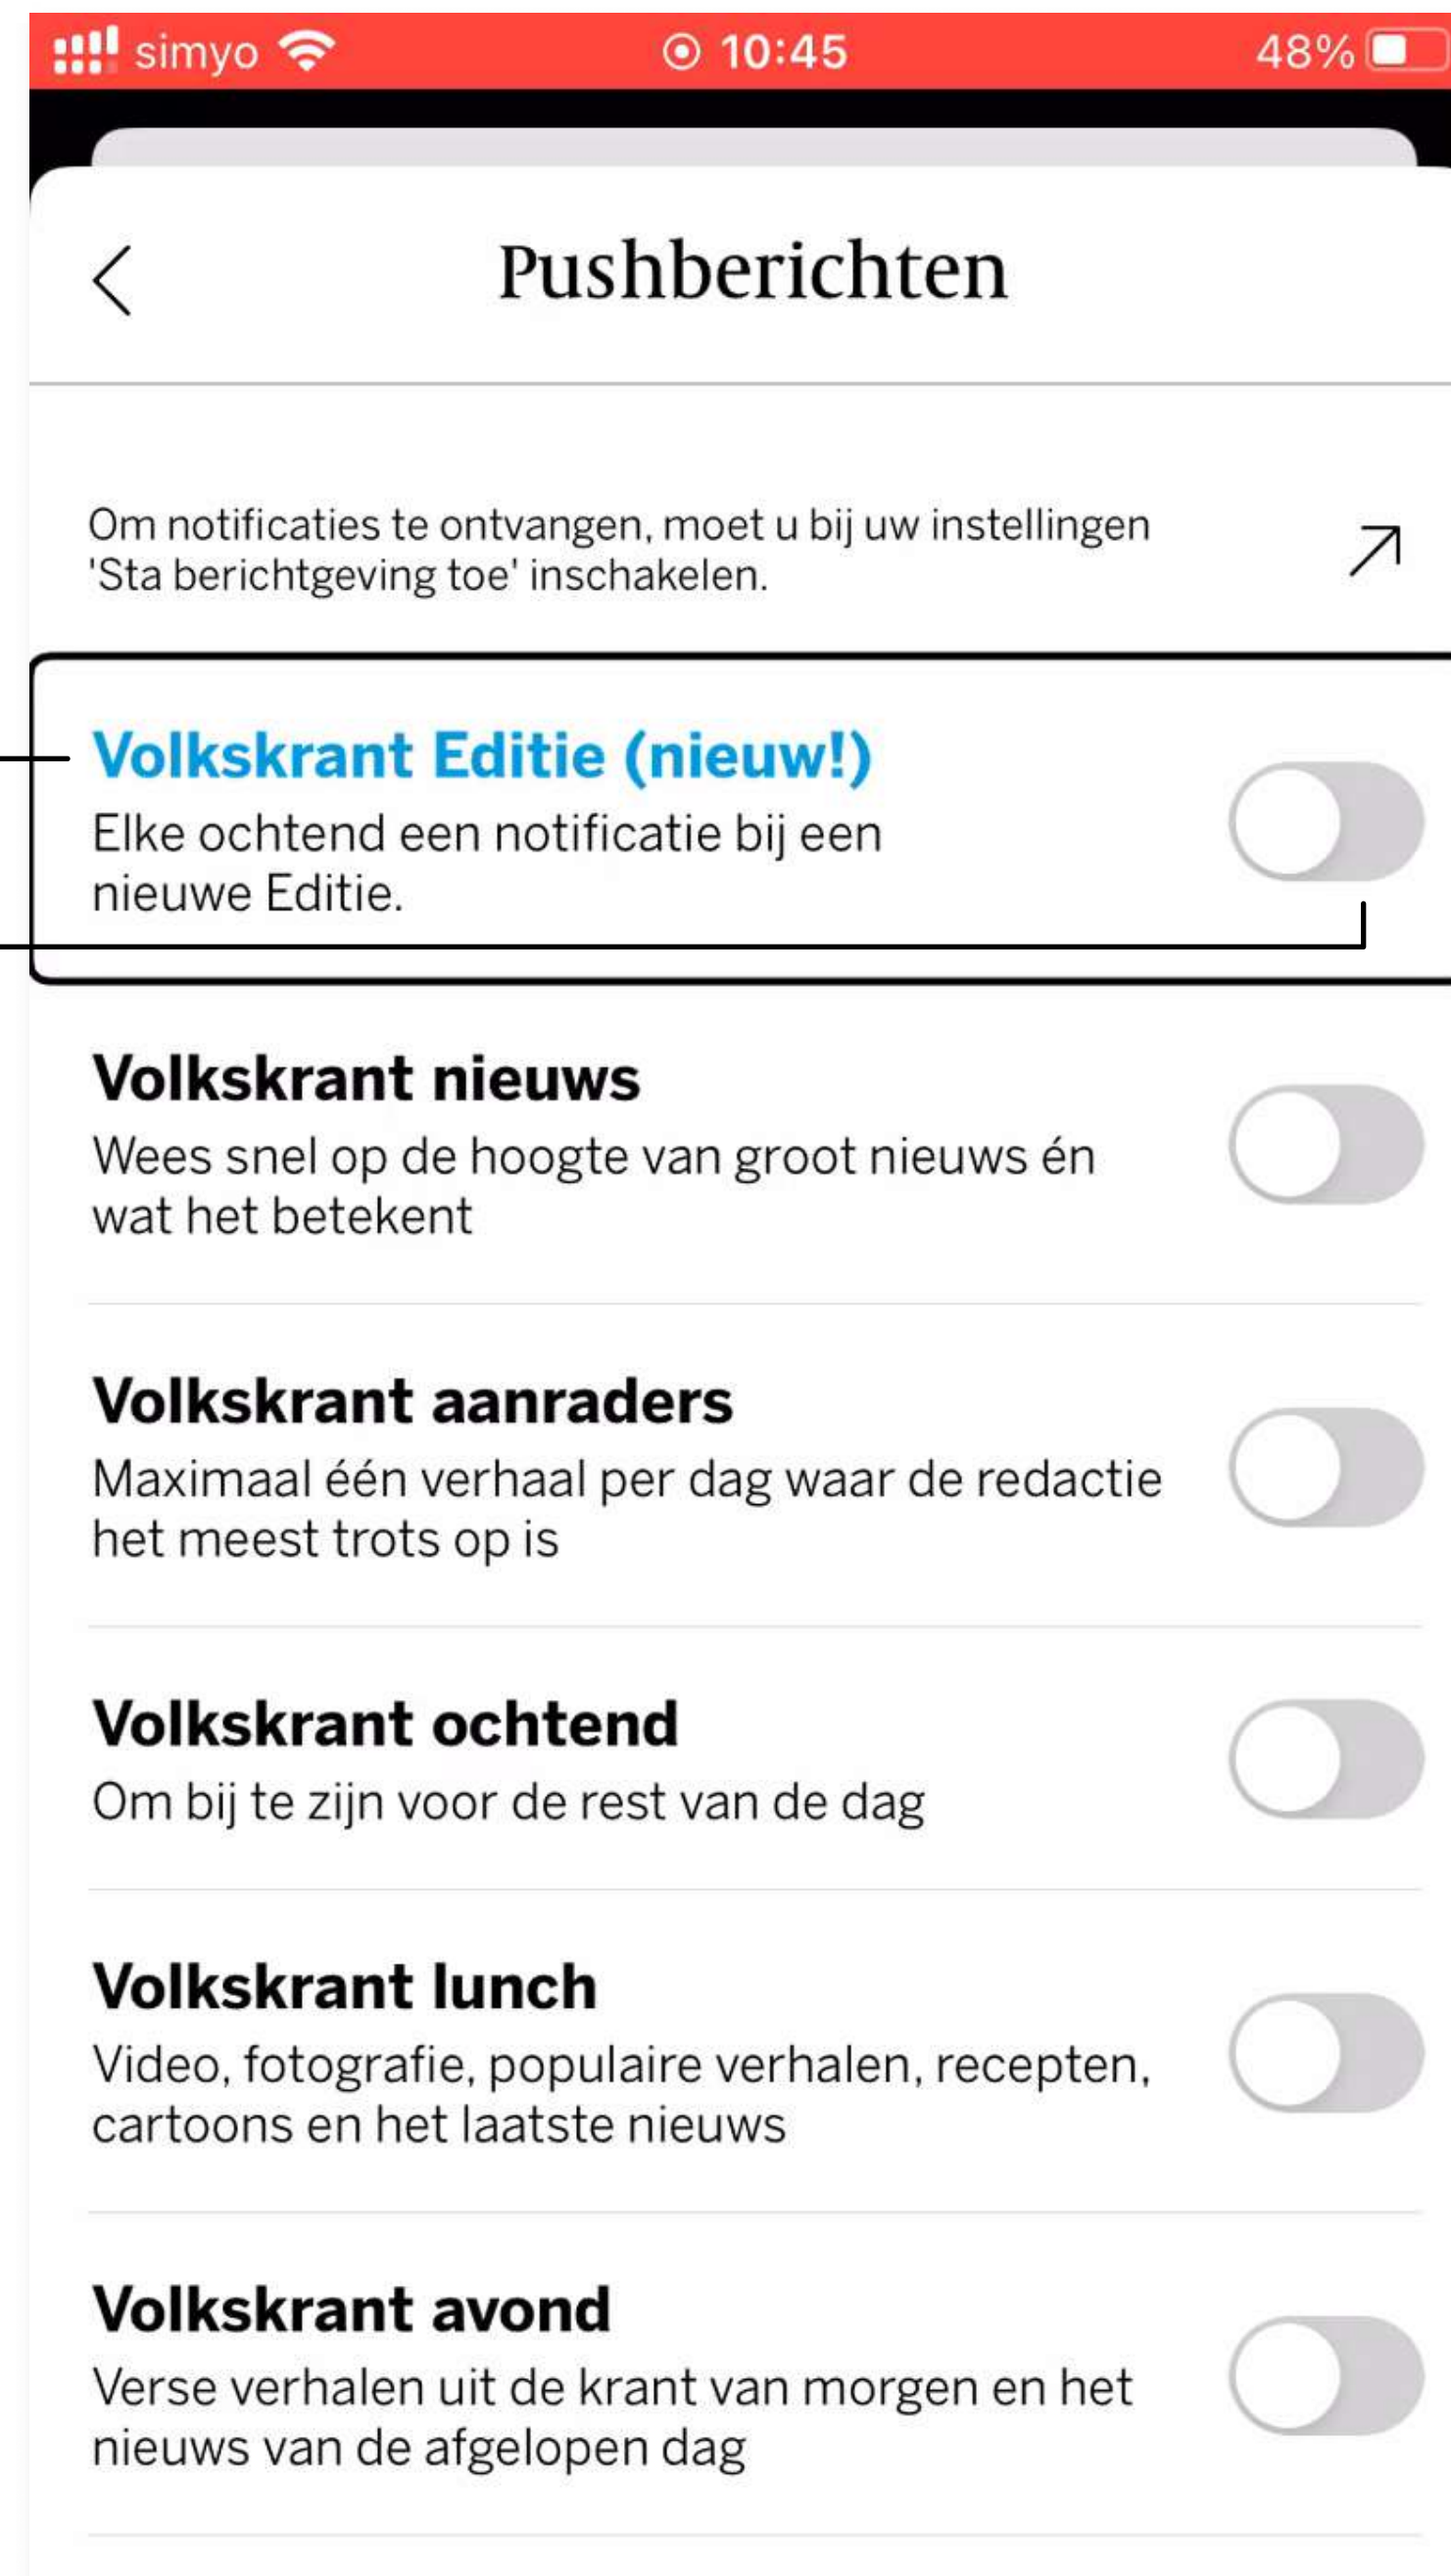 simyo 10:45 48%
Pushberichten
Om notificaties te ontvangen, moet u bij uw instellingen
'Sta berichtgeving toe' inschakelen.
Volkskrant Editie (nieuw!)
Elke ochtend een notificatie bij een
nieuwe Editie.
Volkskrant nieuws
Wees snel op de hoogte van groot nieuws én
wat het betekent
Volkskrant aanraders
Maximaal één verhaal per dag waar de redactie
het meest trots op is
Volkskrant ochtend
Om bij te zijn voor de rest van de dag
Volkskrant lunch
Video, fotografie, populaire verhalen, recepten,
cartoons en het laatste nieuws
Volkskrant avond
Verse verhalen uit de krant van morgen en het
nieuws van de afgelopen dag